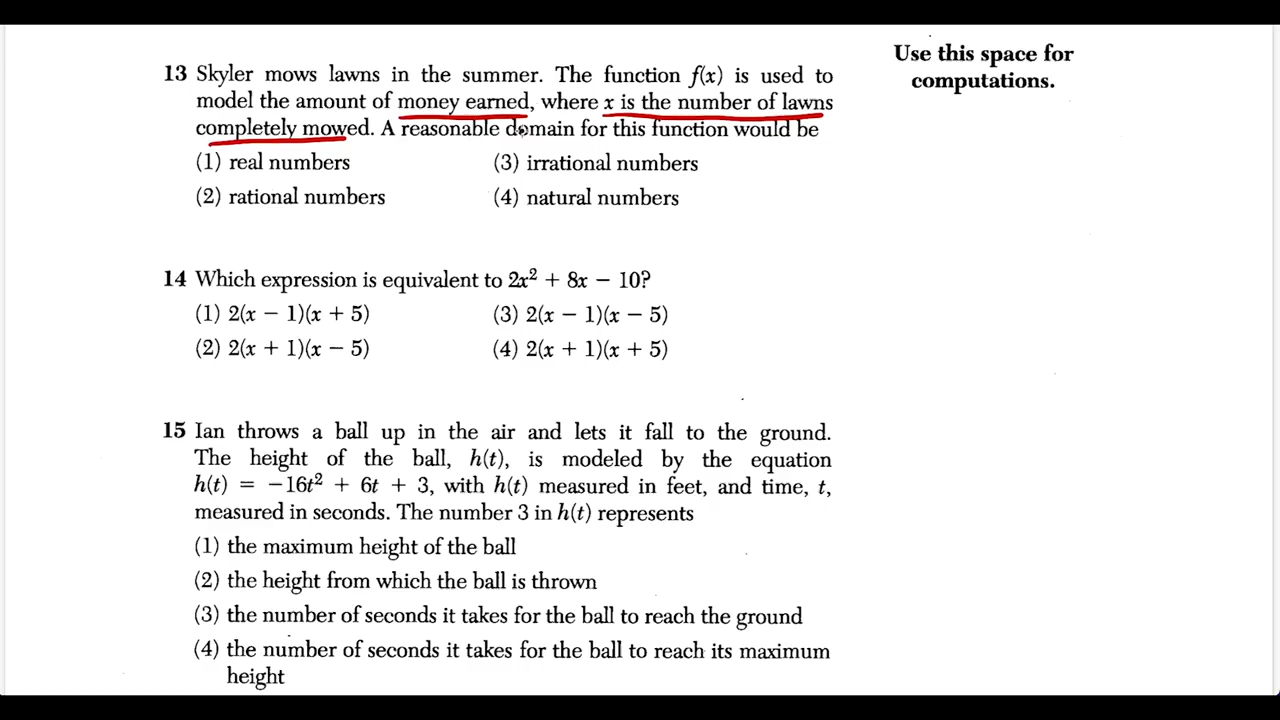 Use this space for
computations.
13 Skyler mows lawns in the summer. The function f(x) is used to
model the amount of money earned, where x is the number of lawns
completely mowed. A reasonable domain for this function would be
(1) real numbers (3) irrational numbers
(2) rational numbers (4) natural numbers
14 Which expression is equivalent to 2x² + 8x − 10?
(1) 2(x − 1)(x + 5) (3) 2(x − 1)(x − 5)
(2) 2(x + 1)(x − 5) (4) 2(x + 1)(x + 5)
15 Ian throws a ball up in the air and lets it fall to the ground.
The height of the ball, h(t), is modeled by the equation
h(t) = −16t² + 6t + 3, with h(t) measured in feet, and time, t,
measured in seconds. The number 3 in h(t) represents
(1) the maximum height of the ball
(2) the height from which the ball is thrown
(3) the number of seconds it takes for the ball to reach the ground
(4) the number of seconds it takes for the ball to reach its maximum
height